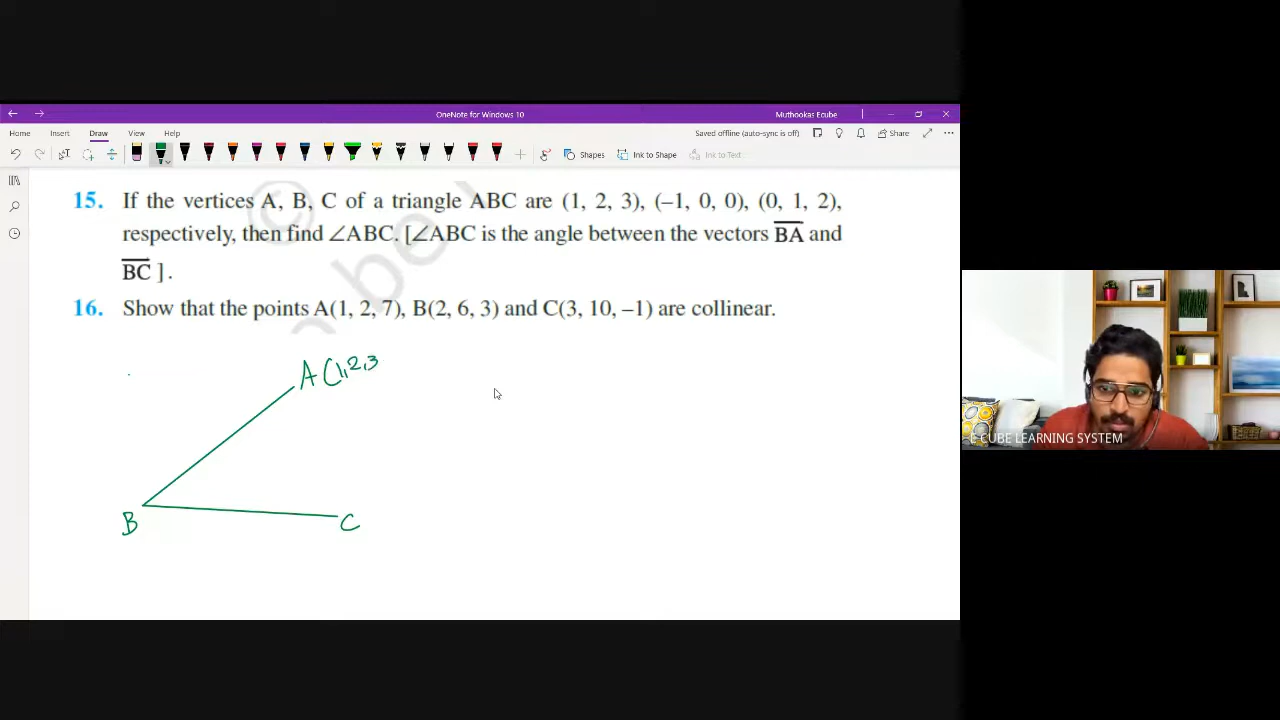 OneNote for Windows 10
Muthookas Ecube
Home Insert Draw View Help
Saved offline (auto-sync is off)
Share
Shapes
Ink to Shape
Ink to Text
15. If the vertices A, B, C of a triangle ABC are (1, 2, 3), (–1, 0, 0), (0, 1, 2),
respectively, then find ∠ABC. [∠ABC is the angle between the vectors B̅A̅ and
B̅C̅ ].
16. Show that the points A(1, 2, 7), B(2, 6, 3) and C(3, 10, –1) are collinear.
A (1,2,3
B
C
E CUBE LEARNING SYSTEM